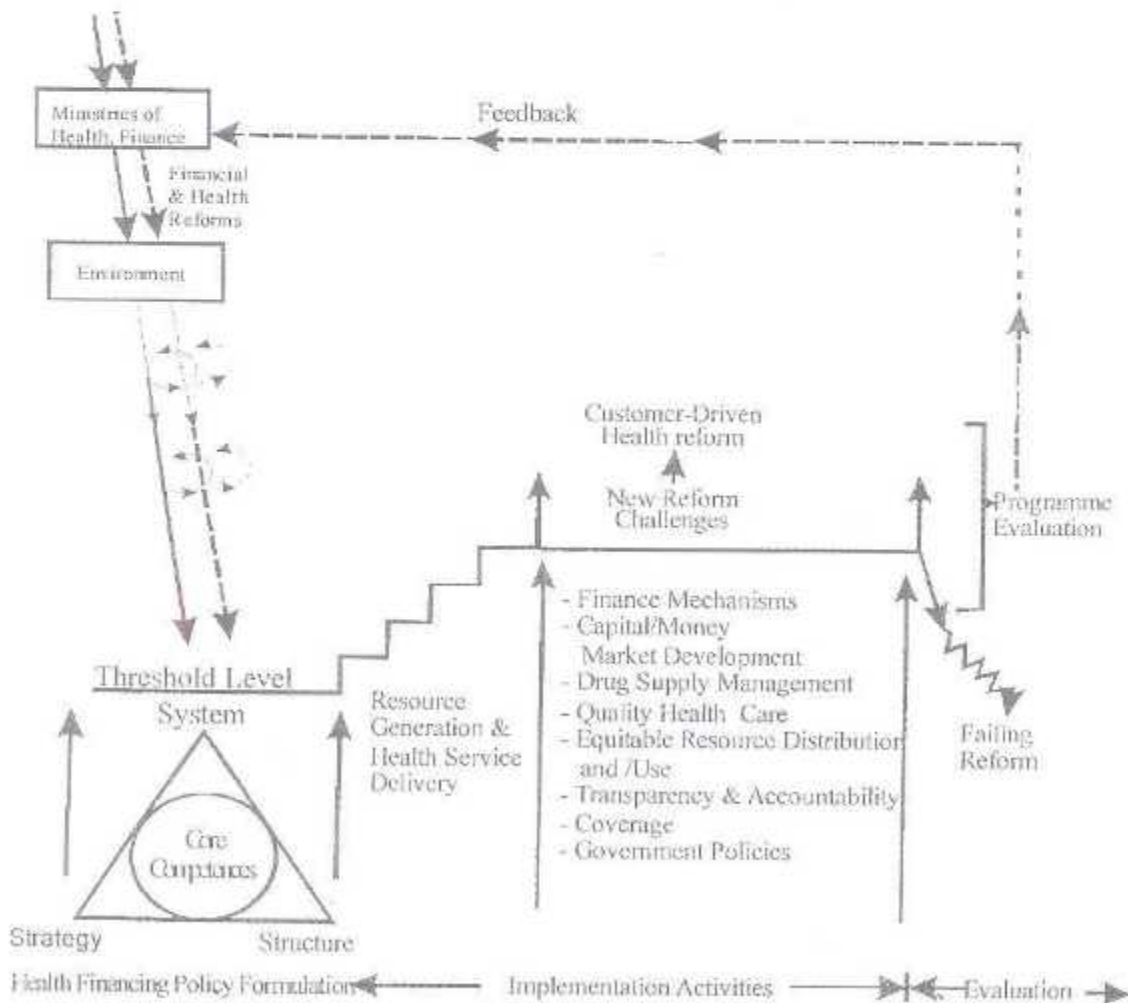 Ministries of
Health, Finance
Feedback
Financial
& Health
Reforms
Environment
Customer-Driven
Health reform
New Reform
Challenges
Programme
Evaluation
- Finance Mechanisms
- Capital/Money
Market Development
- Drug Supply Management
- Quality Health Care
- Equitable Resource Distribution
and /Use
- Transparency & Accountability
- Coverage
- Government Policies
Threshold Level
System
Resource
Generation &
Health Service
Delivery
Failing
Reform
Core
Competences
Strategy
Structure
Health Financing Policy Formulation
Implementation Activities
Evaluation